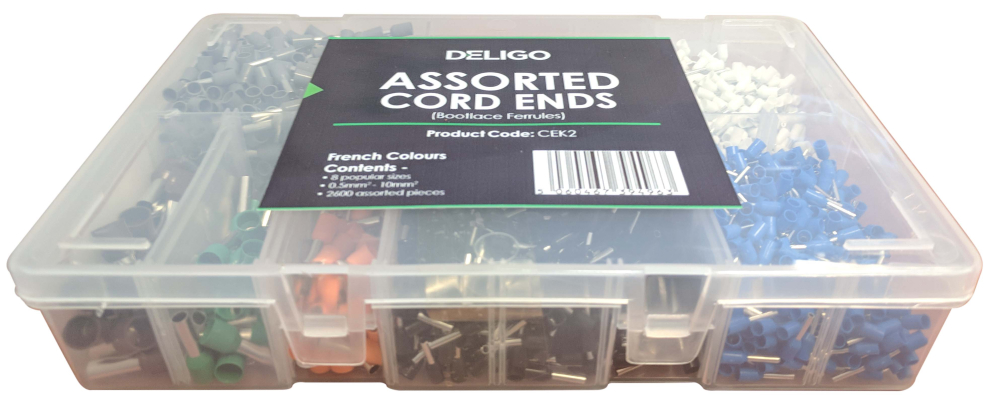 DELIGO
ASSORTED
CORD ENDS
(Bootlace Ferrules)
Product Code: CEK2
French Colours
Contents -
• 8 popular sizes
• 0.5mm² - 10mm²
• 2600 assorted pieces